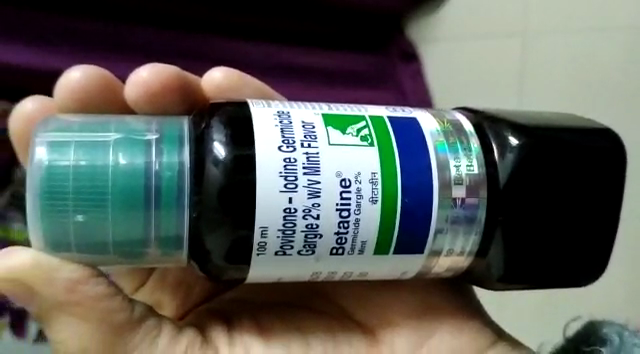 100 ml
Povidone – Iodine Germicide
Gargle 2% w/v Mint Flavor
Betadine®
Germicide Gargle 2%
Mint
बीटाडीन